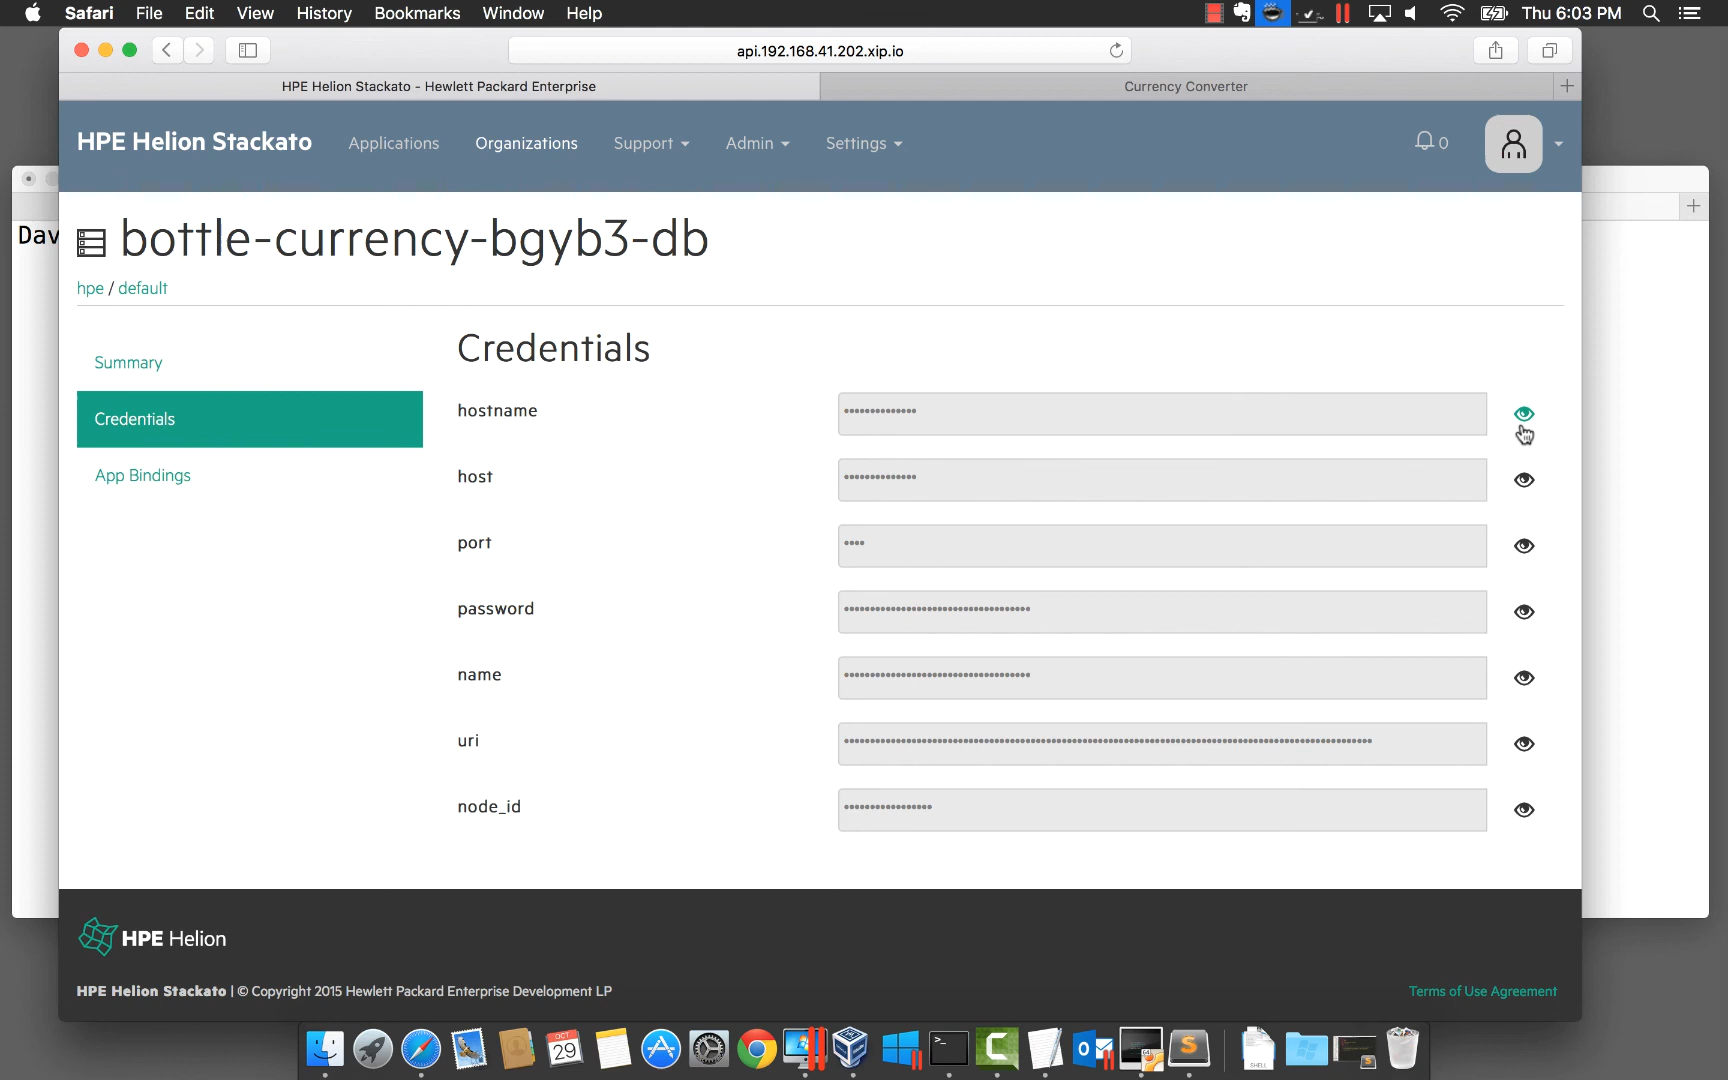 Safari File Edit View History Bookmarks Window Help
Thu 6:03 PM
api.192.168.41.202.xip.io
HPE Helion Stackato - Hewlett Packard Enterprise
Currency Converter
HPE Helion Stackato
Applications
Organizations
Support
Admin
Settings
0
Dav
bottle-currency-bgyb3-db
hpe / default
Summary
Credentials
App Bindings
Credentials
hostname
host
port
password
name
uri
node_id
HPE Helion
HPE Helion Stackato | © Copyright 2015 Hewlett Packard Enterprise Development LP
Terms of Use Agreement
OCT
29
SHELL